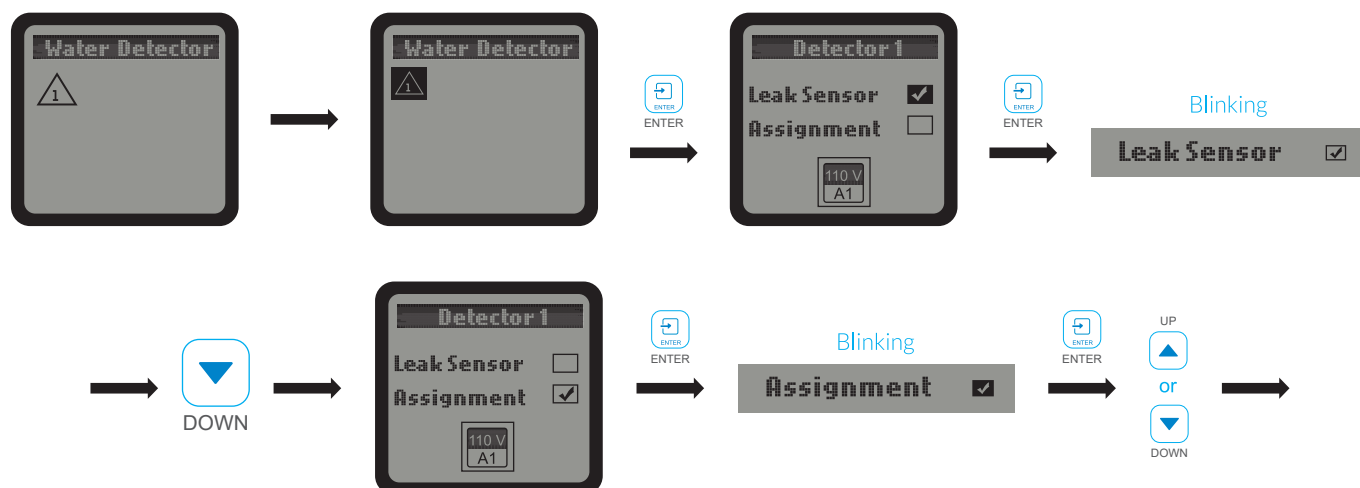 Water Detector
1
Water Detector
1
ENTER
ENTER
Detector 1
Leak Sensor
Assignment
110 V
A1
ENTER
ENTER
Blinking
Leak Sensor
DOWN
Detector 1
Leak Sensor
Assignment
110 V
A1
ENTER
ENTER
Blinking
Assignment
ENTER
ENTER
UP
or
DOWN